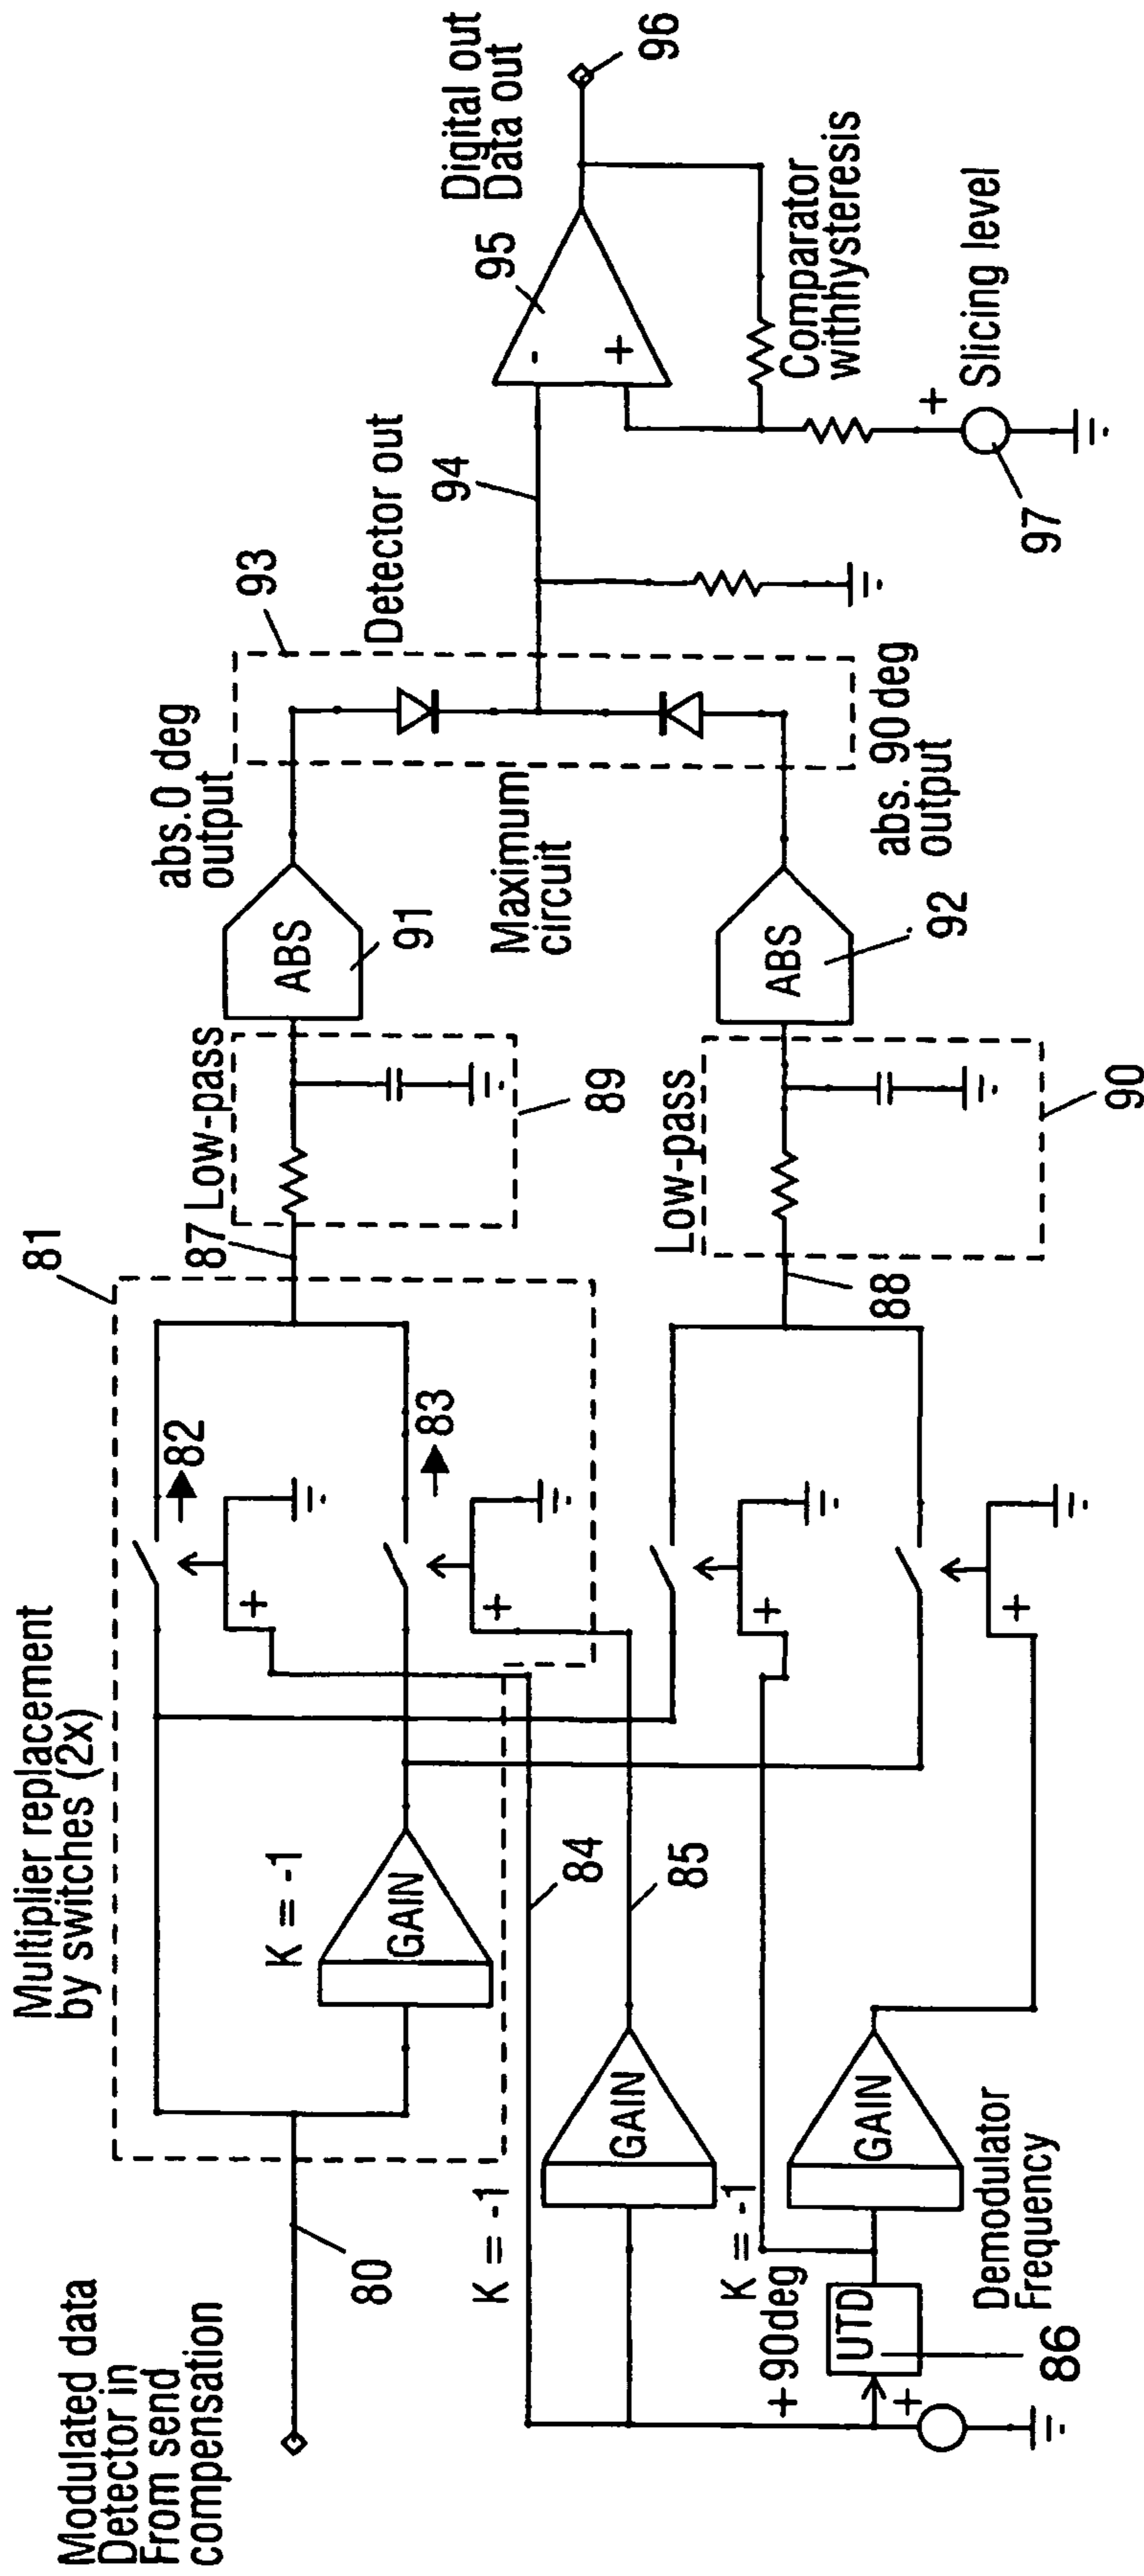 Modulated data
Detector in
From send
compensation
80
Multiplier replacement
by switches (2x)
81
K = -1
GAIN
82
+
83
+
84
85
K = -1
GAIN
K = -1
+90deg
UTD
+
86
GAIN
Demodulator
Frequency
+
+
87
Low-pass
89
88
Low-pass
90
ABS
91
abs.0 deg
output
ABS
92
abs. 90 deg
output
Maximum
circuit
93
Detector out
94
95
-
+
Digital out
Data out
96
Comparator
withhysteresis
+
Slicing level
97